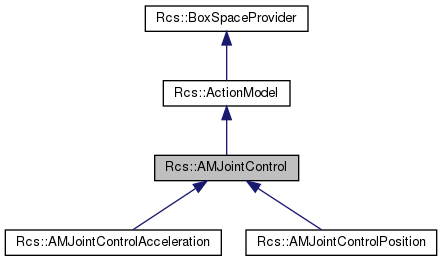 Rcs::BoxSpaceProvider
Rcs::ActionModel
Rcs::AMJointControl
Rcs::AMJointControlAcceleration
Rcs::AMJointControlPosition